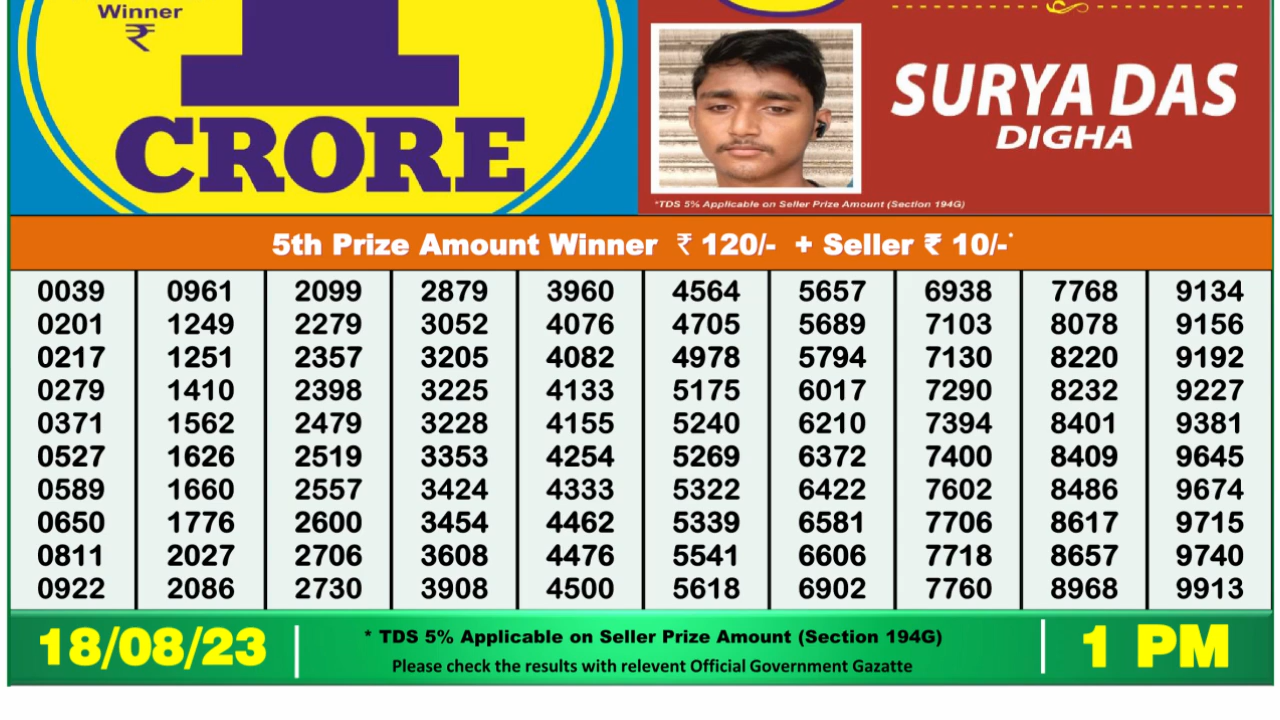 Winner
₹
1
CRORE
SURYA DAS
DIGHA
*TDS 5% Applicable on Seller Prize Amount (Section 194G)
5th Prize Amount Winner ₹ 120/- + Seller ₹ 10/-*
0039 0961 2099 2879 3960 4564 5657 6938 7768 9134
0201 1249 2279 3052 4076 4705 5689 7103 8078 9156
0217 1251 2357 3205 4082 4978 5794 7130 8220 9192
0279 1410 2398 3225 4133 5175 6017 7290 8232 9227
0371 1562 2479 3228 4155 5240 6210 7394 8401 9381
0527 1626 2519 3353 4254 5269 6372 7400 8409 9645
0589 1660 2557 3424 4333 5322 6422 7602 8486 9674
0650 1776 2600 3454 4462 5339 6581 7706 8617 9715
0811 2027 2706 3608 4476 5541 6606 7718 8657 9740
0922 2086 2730 3908 4500 5618 6902 7760 8968 9913
18/08/23
* TDS 5% Applicable on Seller Prize Amount (Section 194G)
Please check the results with relevent Official Government Gazatte
1 PM